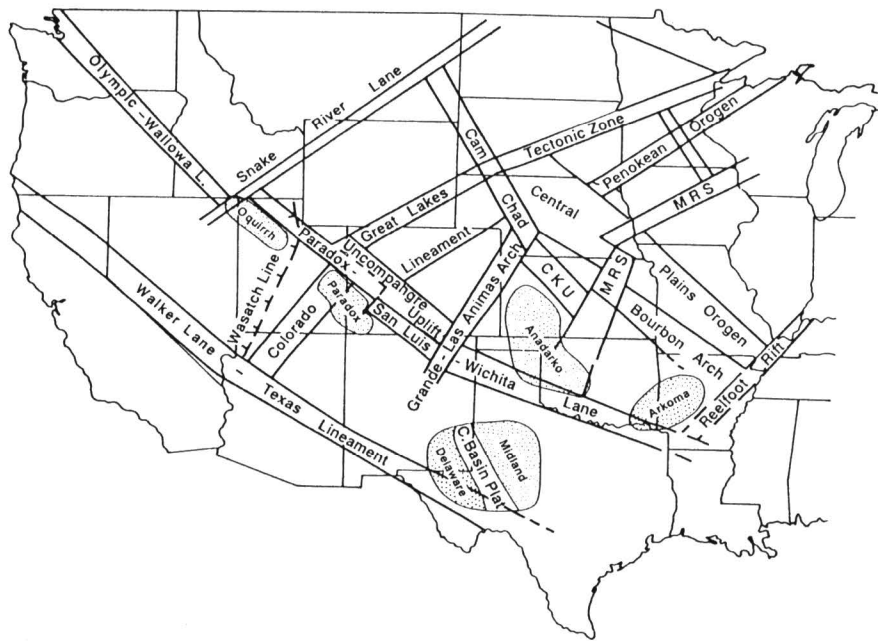 Olympic - Wallowa L.
Snake River Lane
Oquirrh
Wasatch Line
Great Lakes Tectonic Zone
Penokean Orogen
MRS
Cam
Chad
Central
Plains Orogen
Paradox -
Uncompahgre
Uplift
San Luis
Paradox
Colorado Lineament
Walker Lane - Texas Lineament
Grande - Las Animas Arch
CKU
MRS
Bourbon Arch
Anadarko
- Wichita Lane
Arkoma
Reelfoot Rift
C. Basin Plat
Delaware
Midland